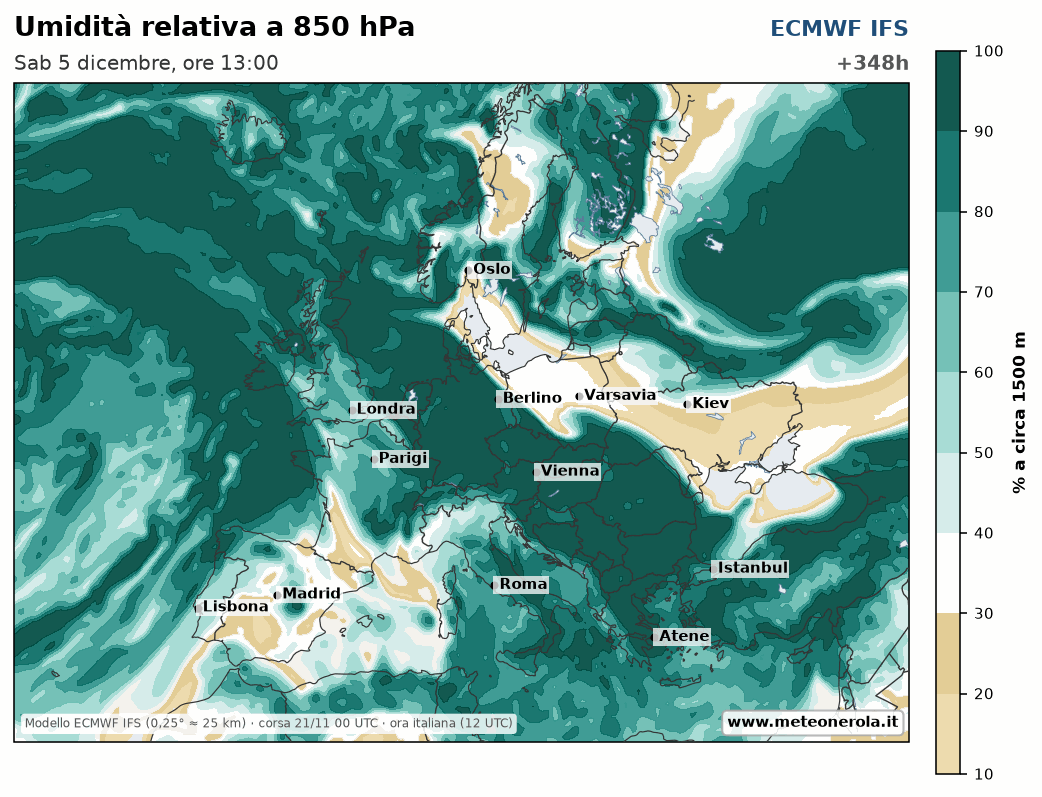 Umidità relativa a 850 hPa
ECMWF IFS
Sab 5 dicembre, ore 13:00
+348h
100
90
80
70
60
50
40
30
20
10
% a circa 1500 m
Oslo
Berlino
Varsavia
Kiev
Londra
Parigi
Vienna
Istanbul
Roma
Madrid
Lisbona
Atene
Modello ECMWF IFS (0,25° ≈ 25 km) · corsa 21/11 00 UTC · ora italiana (12 UTC)
www.meteonerola.it